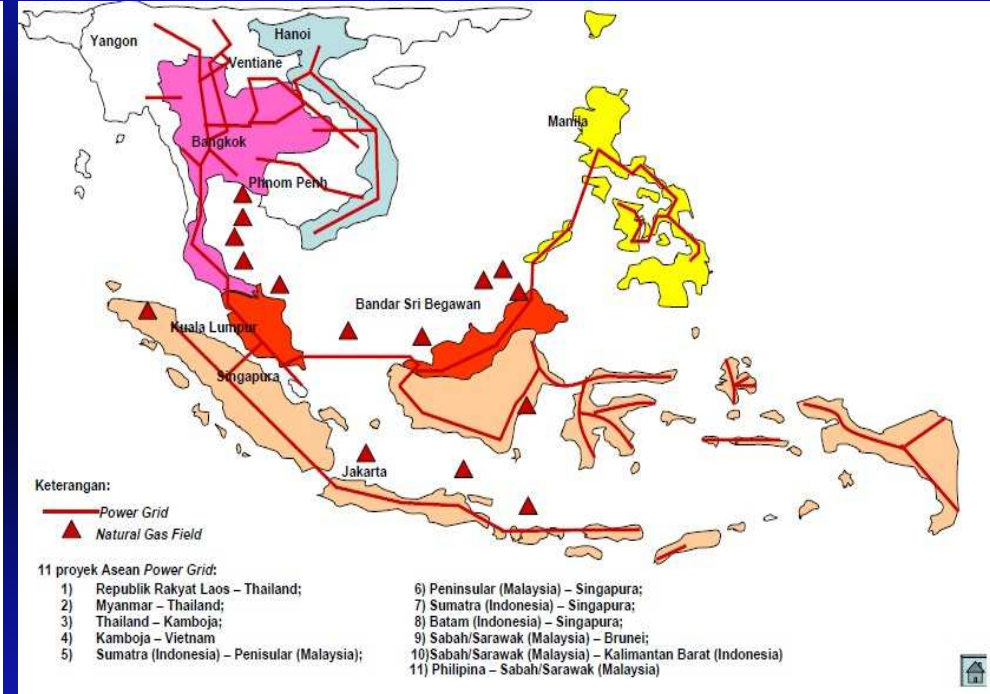 Hanoi
Yangon
Ventiane
Manila
Bangkok
Phnom Penh
Bandar Sri Begawan
Kuala Lumpur
Singapura
Jakarta
Keterangan:
Power Grid
Natural Gas Field
11 proyek Asean Power Grid:
1) Republik Rakyat Laos – Thailand;
2) Myanmar – Thailand;
3) Thailand – Kamboja;
4) Kamboja – Vietnam
5) Sumatra (Indonesia) – Penisular (Malaysia);
6) Peninsular (Malaysia) – Singapura;
7) Sumatra (Indonesia) – Singapura;
8) Batam (Indonesia) – Singapura;
9) Sabah/Sarawak (Malaysia) – Brunei;
10)Sabah/Sarawak (Malaysia) – Kalimantan Barat (Indonesia)
11) Philipina – Sabah/Sarawak (Malaysia)